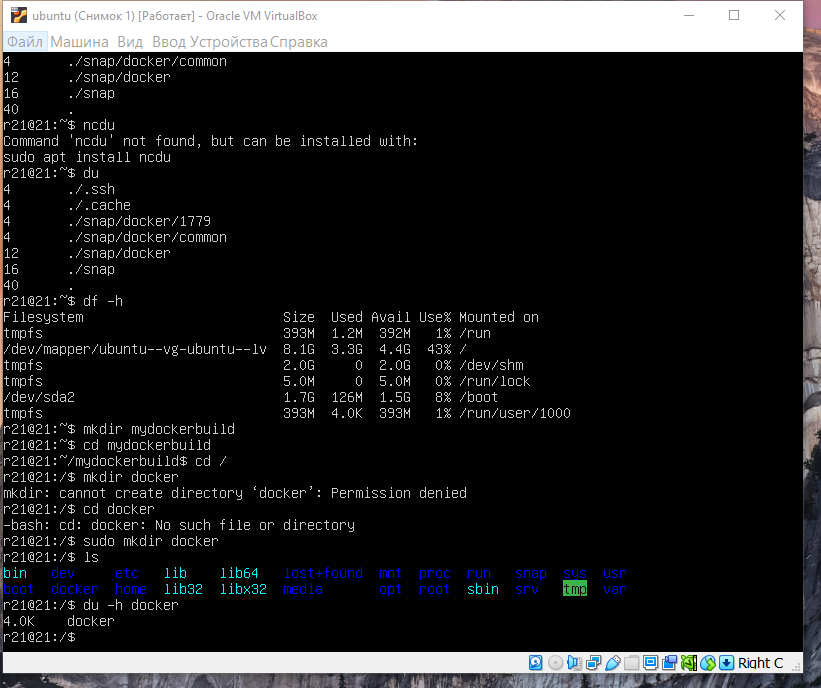 ubuntu (Снимок 1) [Работает] - Oracle VM VirtualBox
Файл Машина Вид Ввод Устройства Справка
4       ./snap/docker/common
12      ./snap/docker
16      ./snap
40      .
r21@21:~$ ncdu
Command 'ncdu' not found, but can be installed with:
sudo apt install ncdu
r21@21:~$ du
4       ./.ssh
4       ./.cache
4       ./snap/docker/1779
4       ./snap/docker/common
12      ./snap/docker
16      ./snap
40      .
r21@21:~$ df -h
Filesystem                         Size  Used Avail Use% Mounted on
tmpfs                              393M  1.2M  392M   1% /run
/dev/mapper/ubuntu--vg-ubuntu--lv  8.1G  3.3G  4.4G  43% /
tmpfs                              2.0G     0  2.0G   0% /dev/shm
tmpfs                              5.0M     0  5.0M   0% /run/lock
/dev/sda2                          1.7G  126M  1.5G   8% /boot
tmpfs                              393M  4.0K  393M   1% /run/user/1000
r21@21:~$ mkdir mydockerbuild
r21@21:~$ cd mydockerbuild
r21@21:~/mydockerbuild$ cd /
r21@21:/$ mkdir docker
mkdir: cannot create directory ‘docker’: Permission denied
r21@21:/$ cd docker
-bash: cd: docker: No such file or directory
r21@21:/$ sudo mkdir docker
r21@21:/$ ls
bin   dev     etc   lib    lib64   lost+found  mnt  proc  run   snap  sys  usr
boot  docker  home  lib32  libx32  media       opt  root  sbin  srv   tmp  var
r21@21:/$ du -h docker
4.0K    docker
r21@21:/$
Right C